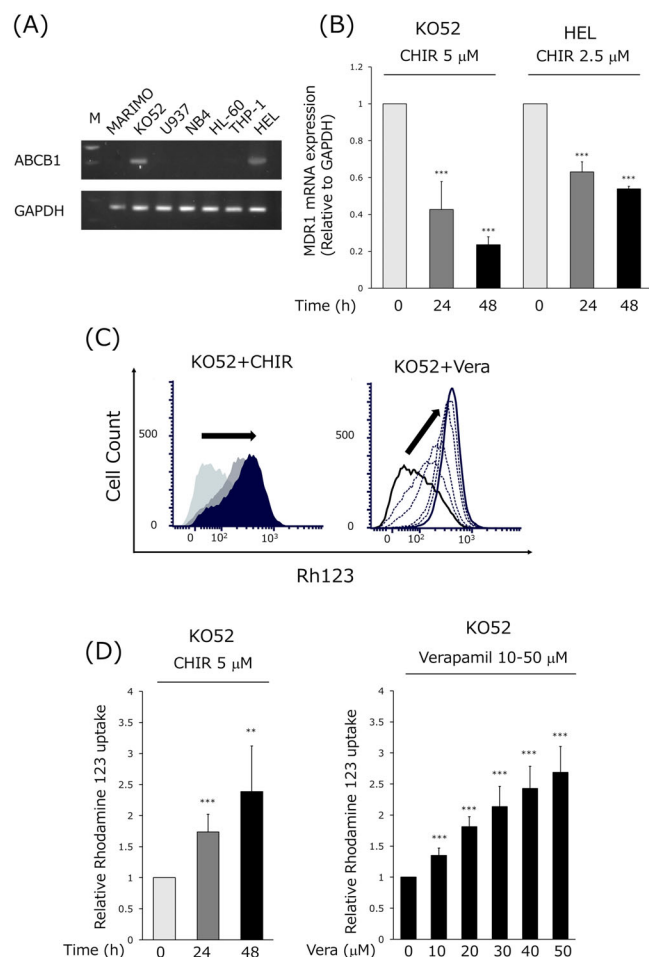 (A)
M MARIMO KO52 U937 NB4 HL-60 THP-1 HEL
ABCB1
GAPDH
(B)
KO52
CHIR 5 μM
HEL
CHIR 2.5 μM
MDR1 mRNA expression
(Relative to GAPDH)
1.2
1
0.8
0.6
0.4
0.2
0
***
***
***
***
Time (h) 0 24 48 0 24 48
(C)
KO52+CHIR
KO52+Vera
Cell Count
500
0
0 10² 10³
500
0
0 10² 10³
Rh123
(D)
KO52
CHIR 5 μM
Relative Rhodamine 123 uptake
4
3.5
3
2.5
2
1.5
1
0.5
0
***
**
Time (h) 0 24 48
KO52
Verapamil 10-50 μM
Relative Rhodamine 123 uptake
4
3.5
3
2.5
2
1.5
1
0.5
0
***
***
***
***
***
Vera (μM) 0 10 20 30 40 50